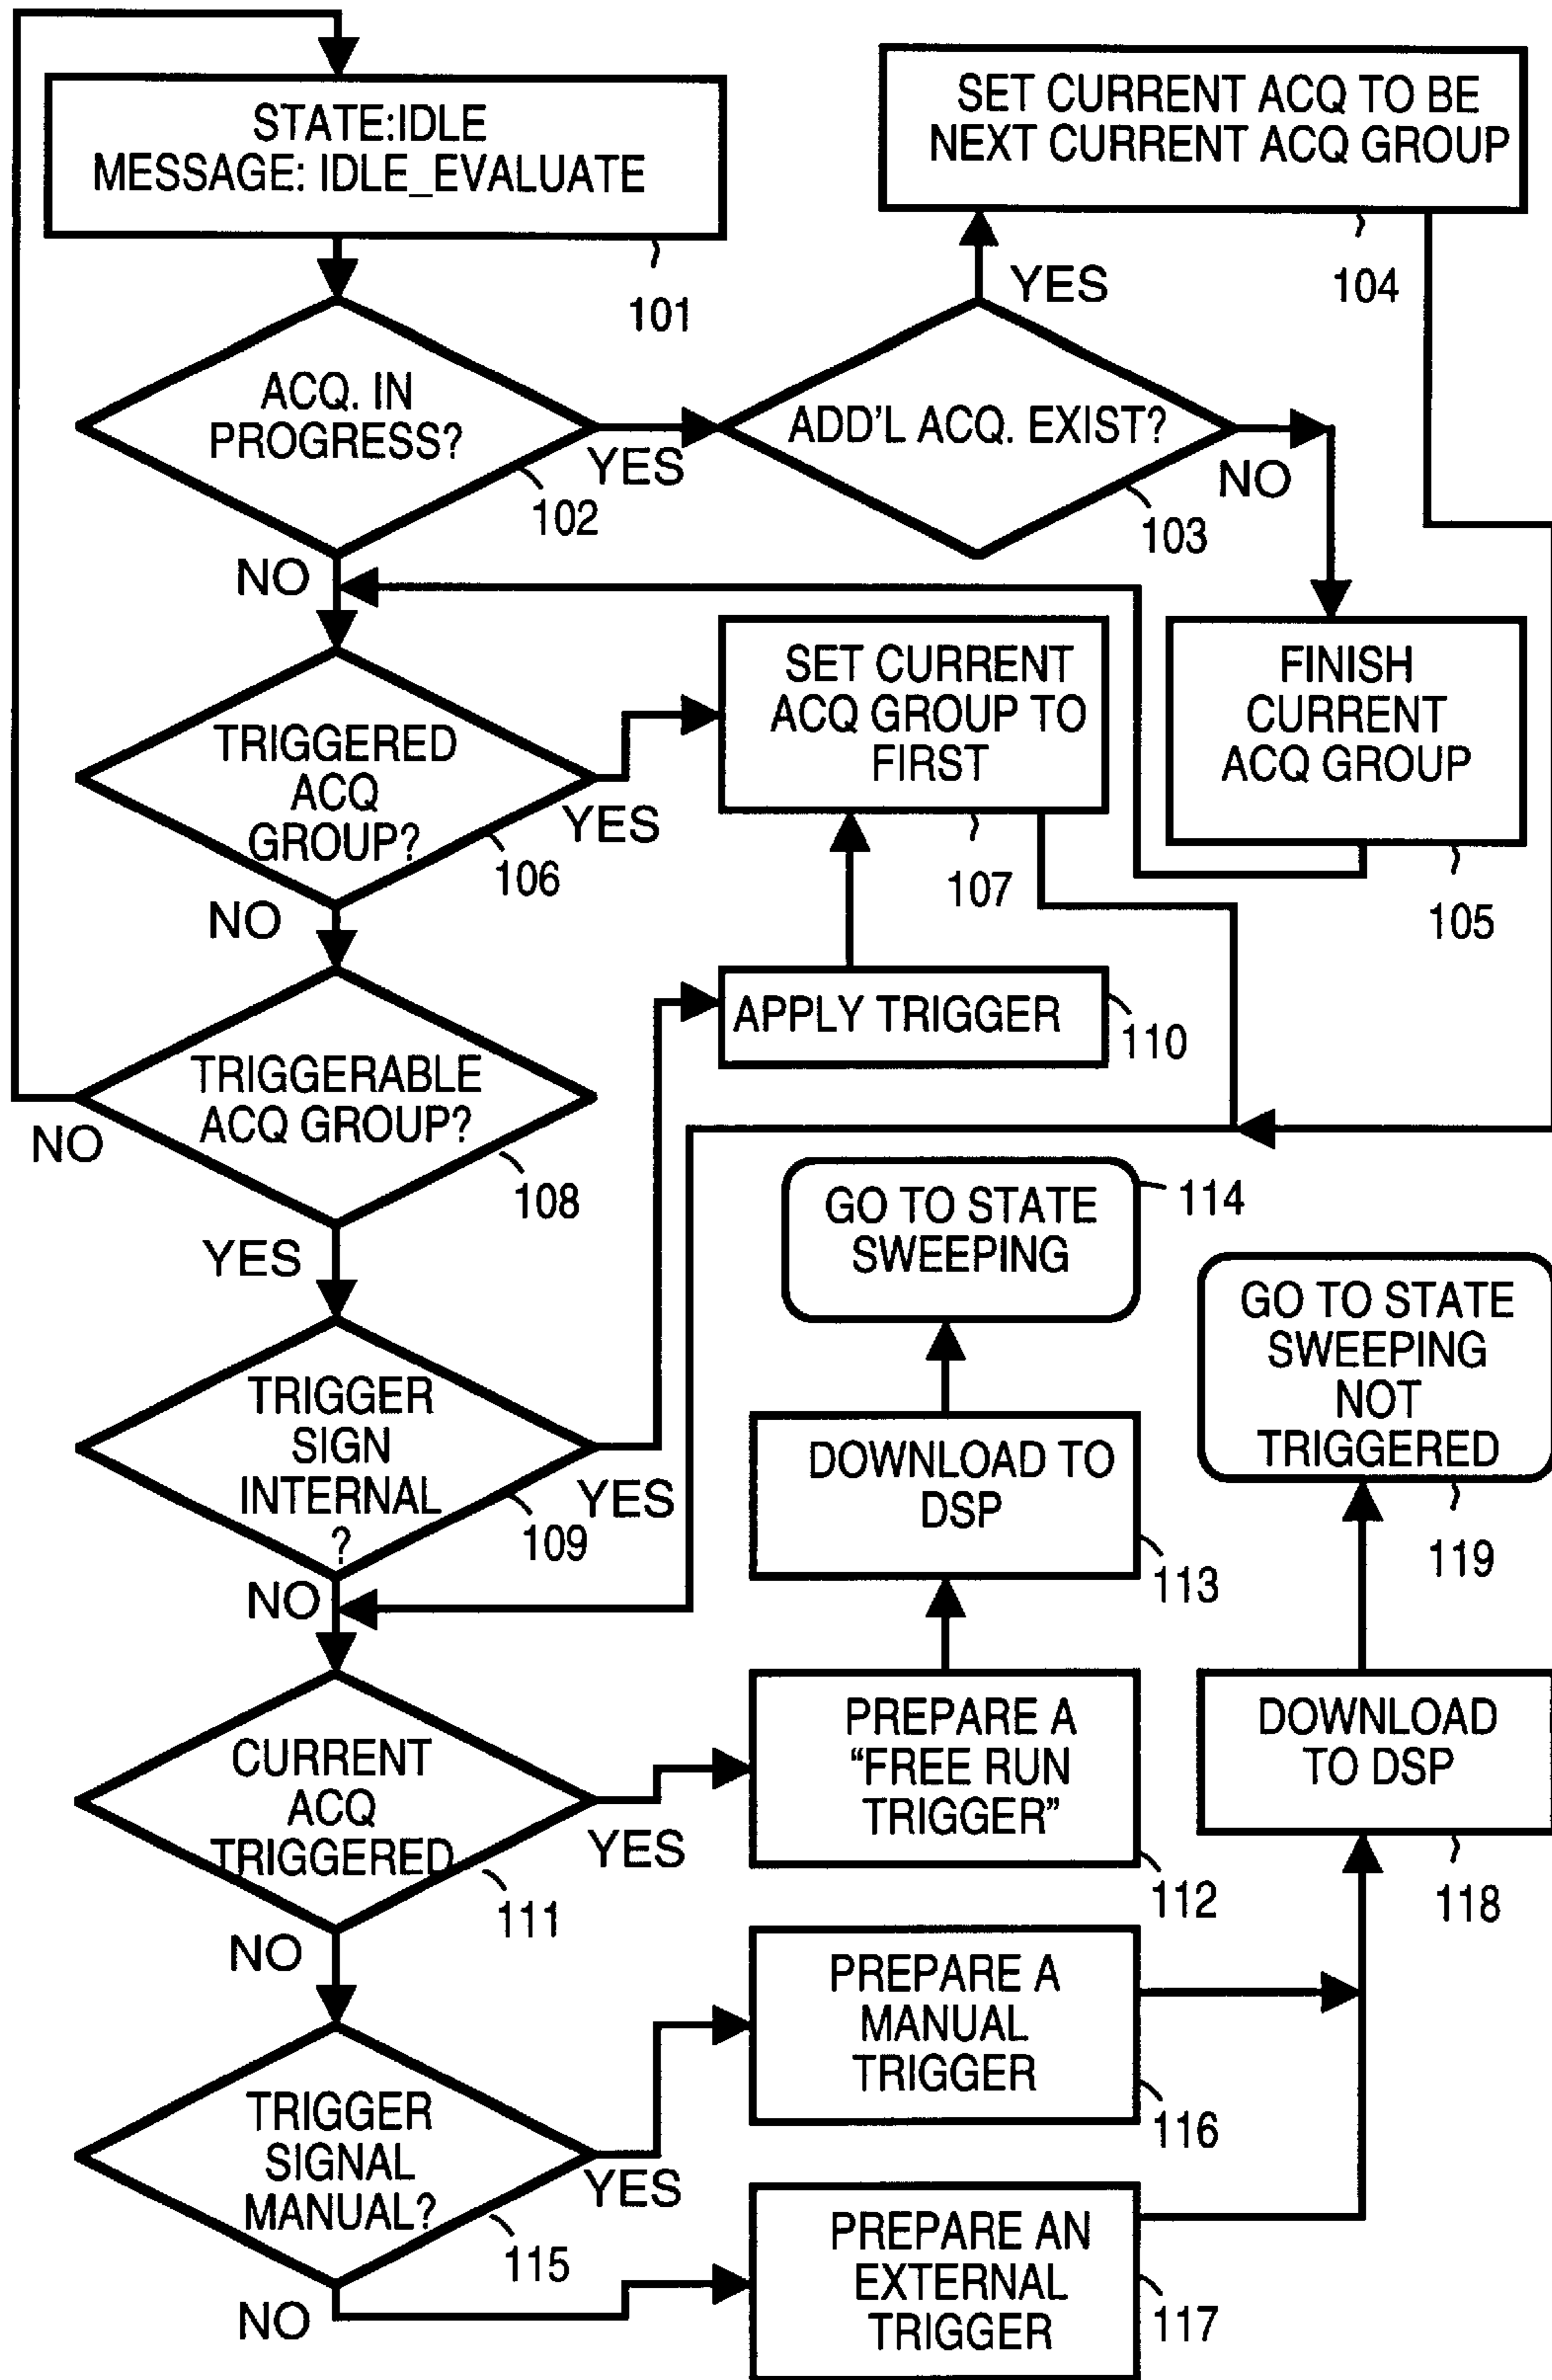 STATE:IDLE
MESSAGE: IDLE_EVALUATE
101
SET CURRENT ACQ TO BE
NEXT CURRENT ACQ GROUP
104
YES
ACQ. IN
PROGRESS?
YES
102
ADD'L ACQ. EXIST?
NO
103
NO
TRIGGERED
ACQ
GROUP?
YES
106
SET CURRENT
ACQ GROUP TO
FIRST
107
FINISH
CURRENT
ACQ GROUP
105
NO
APPLY TRIGGER
110
TRIGGERABLE
ACQ GROUP?
NO
108
YES
GO TO STATE
SWEEPING
114
GO TO STATE
SWEEPING
NOT
TRIGGERED
119
TRIGGER
SIGN
INTERNAL
?
YES
109
NO
DOWNLOAD TO
DSP
113
CURRENT
ACQ
TRIGGERED
YES
111
PREPARE A
“FREE RUN
TRIGGER”
112
DOWNLOAD
TO DSP
118
NO
PREPARE A
MANUAL
TRIGGER
116
TRIGGER
SIGNAL
MANUAL?
YES
115
NO
PREPARE AN
EXTERNAL
TRIGGER
117